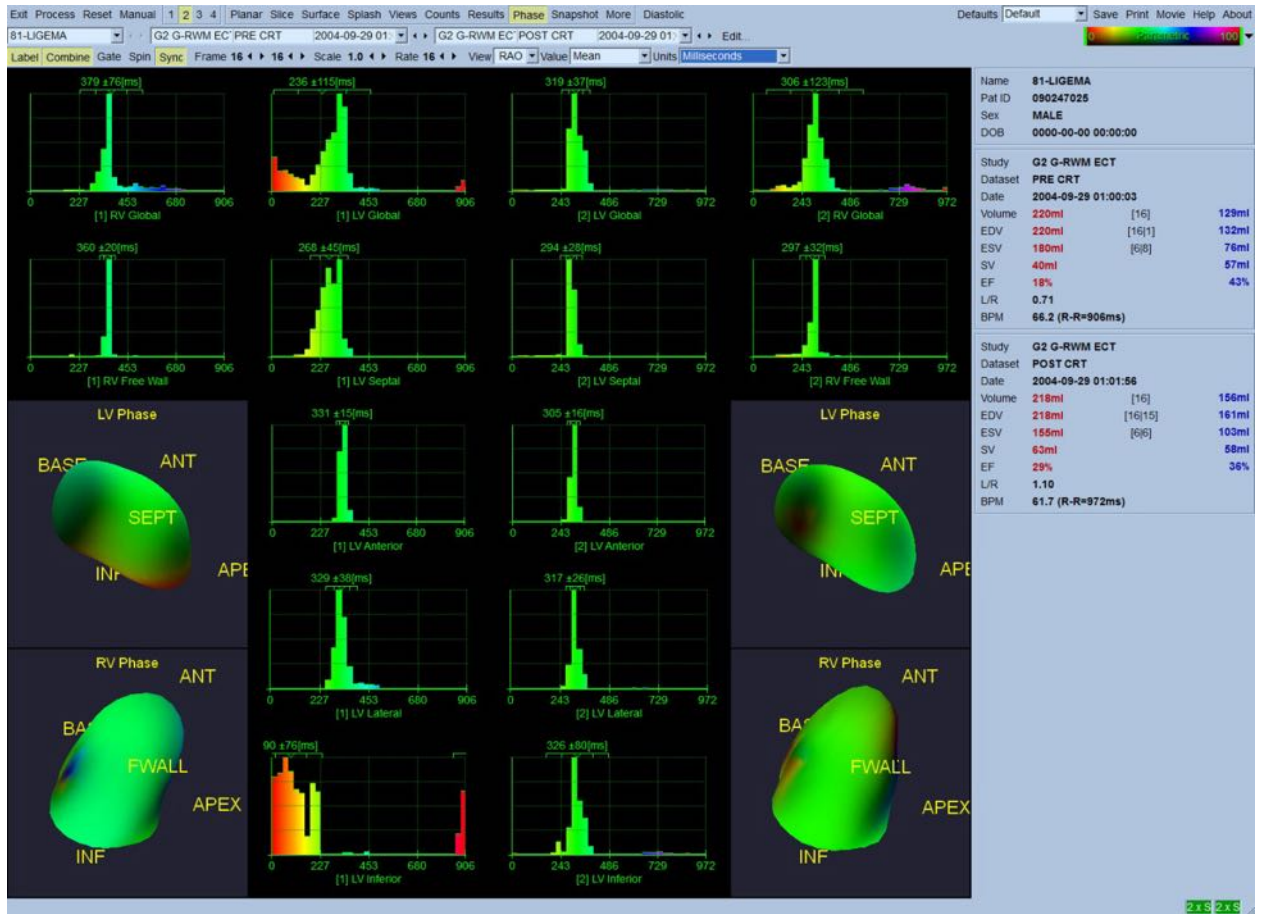 Exit Process Reset Manual 1 2 3 4 Planar Slice Surface Splash Views Counts Results Phase Snapshot More Diastolic Defaults Default Save Print Movie Help About
81-LIGEMA G2 G-RWM EC PRE CRT 2004-09-29 01: G2 G-RWM EC POST CRT 2004-09-29 01: Edit...
0 100
Label Combine Gate Spin Sync Frame 16 16 Scale 1.0 Rate 16 View RAO Value Mean Units Milliseconds
379 ±76[ms] 236 ±115[ms] 319 ±37[ms] 306 ±123[ms]
0 227 453 680 906 0 227 453 680 906 0 243 486 729 972 0 243 486 729 972
[1] RV Global [1] LV Global [2] LV Global [2] RV Global
360 ±20[ms] 268 ±45[ms] 294 ±28[ms] 297 ±32[ms]
0 227 453 680 906 0 227 453 680 906 0 243 486 729 972 0 243 486 729 972
[1] RV Free Wall [1] LV Septal [2] LV Septal [2] RV Free Wall
LV Phase
BASE ANT
SEPT
INF APE
331 ±15[ms] 305 ±16[ms]
0 227 453 680 906 0 243 486 729 972
[1] LV Anterior [2] LV Anterior
LV Phase
BASE ANT
SEPT
INF APE
329 ±38[ms] 317 ±26[ms]
0 227 453 680 906 0 243 486 729 972
[1] LV Lateral [2] LV Lateral
RV Phase
ANT
BA
FWALL
APEX
INF
90 ±76[ms] 326 ±80[ms]
0 227 453 680 906 0 243 486 729 972
[1] LV Inferior [2] LV Inferior
RV Phase
ANT
BA
FWALL
APEX
INF
Name 81-LIGEMA
Pat ID 090247025
Sex MALE
DOB 0000-00-00 00:00:00
Study G2 G-RWM ECT
Dataset PRE CRT
Date 2004-09-29 01:00:03
Volume 220ml [16] 129ml
EDV 220ml [16|1] 132ml
ESV 180ml [6|8] 76ml
SV 40ml 57ml
EF 18% 43%
L/R 0.71
BPM 66.2 (R-R=906ms)
Study G2 G-RWM ECT
Dataset POST CRT
Date 2004-09-29 01:01:56
Volume 218ml [16] 156ml
EDV 218ml [16|15] 161ml
ESV 155ml [6|6] 103ml
SV 63ml 58ml
EF 29% 36%
L/R 1.10
BPM 61.7 (R-R=972ms)
2 x S 2 x S